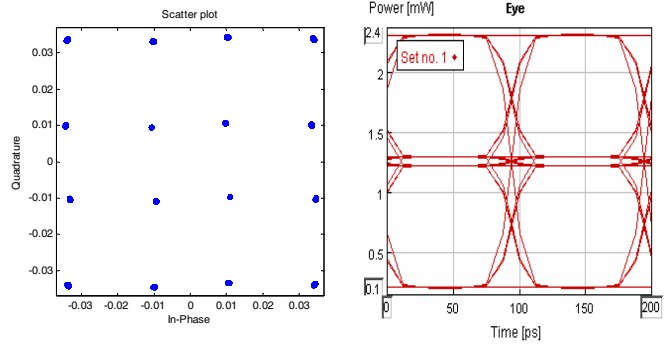 Scatter plot
0.03
0.02
0.01
0
-0.01
-0.02
-0.03
Quadrature
-0.03 -0.02 -0.01 0 0.01 0.02 0.03
In-Phase
Power [mW] Eye
2.4
Set no. 1
2
1.5
1
0.5
0.1
0 50 100 150 200
Time [ps]